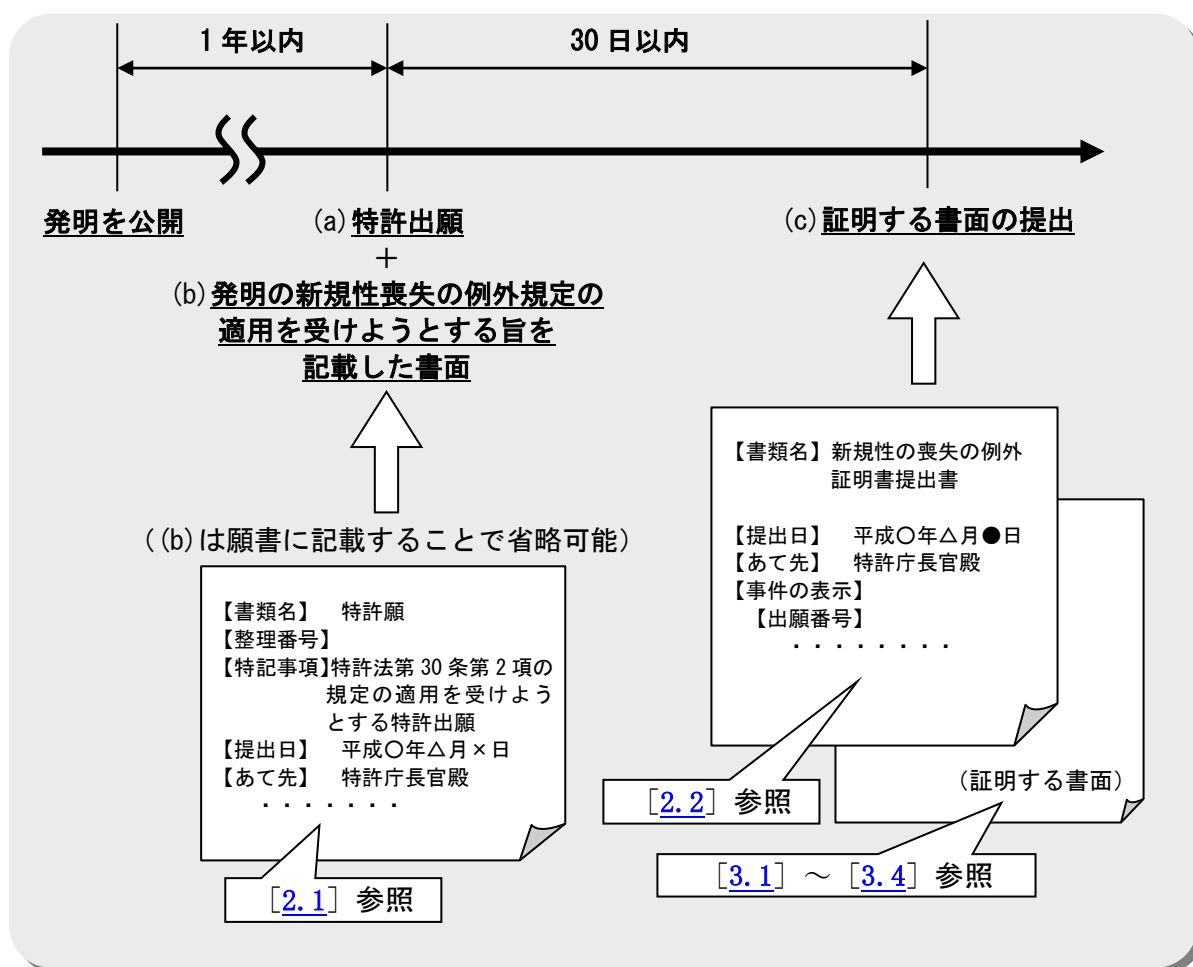 1年以内
30日以内
発明を公開
(a)特許出願
＋
(b)発明の新規性喪失の例外規定の
適用を受けようとする旨を
記載した書面
(c)証明する書面の提出
((b)は願書に記載することで省略可能)
【書類名】 特許願
【整理番号】
【特記事項】特許法第30条第2項の
規定の適用を受けよう
とする特許出願
【提出日】 平成〇年△月×日
【あて先】 特許庁長官殿
・・・・・・・
[2.1] 参照
【書類名】新規性の喪失の例外
証明書提出書
【提出日】 平成〇年△月●日
【あて先】 特許庁長官殿
【事件の表示】
【出願番号】
・・・・・・・・
[2.2] 参照
(証明する書面)
[3.1] ～ [3.4] 参照